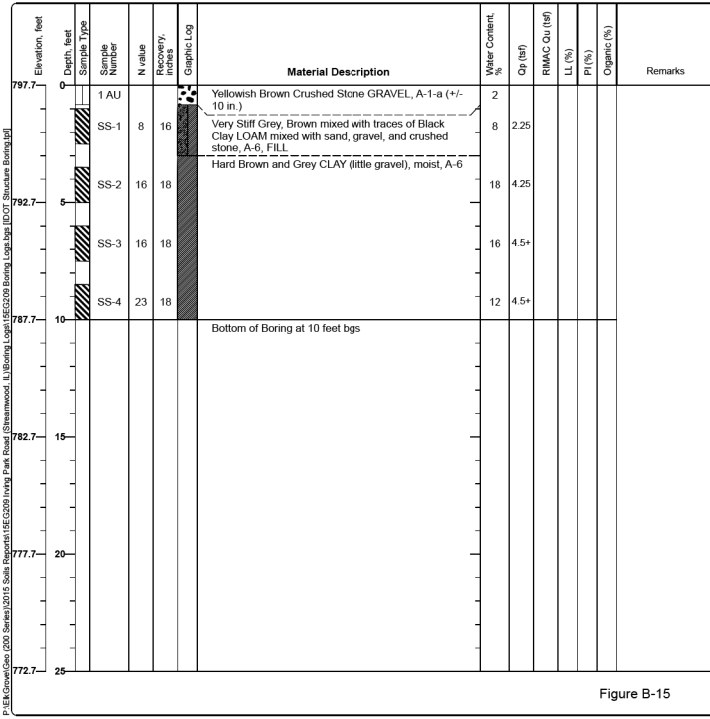 Elevation, feet
Depth, feet
Sample Type
Sample Number
N value
Recovery, inches
Graphic Log
Material Description
Water Content, %
Qp (tsf)
RIMAC Qu (tsf)
LL (%)
PI (%)
Organic (%)
Remarks
797.7 0
1 AU
Yellowish Brown Crushed Stone GRAVEL, A-1-a (+/-
10 in.)
2
SS-1 8 16
Very Stiff Grey, Brown mixed with traces of Black
Clay LOAM mixed with sand, gravel, and crushed
stone, A-6, FILL
8 2.25
Hard Brown and Grey CLAY (little gravel), moist, A-6
SS-2 16 18 18 4.25
792.7 5
SS-3 16 18 16 4.5+
SS-4 23 18 12 4.5+
787.7 10
Bottom of Boring at 10 feet bgs
782.7 15
777.7 20
772.7 25
Figure B-15
P:\ElkGrove\Geo (200 Series)\2015 Soils Reports\15EG209 Irving Park Road (Streamwood, IL)\Boring Logs\15EG209 Boring Logs.bgs [IDOT Structure Boring.tpl]